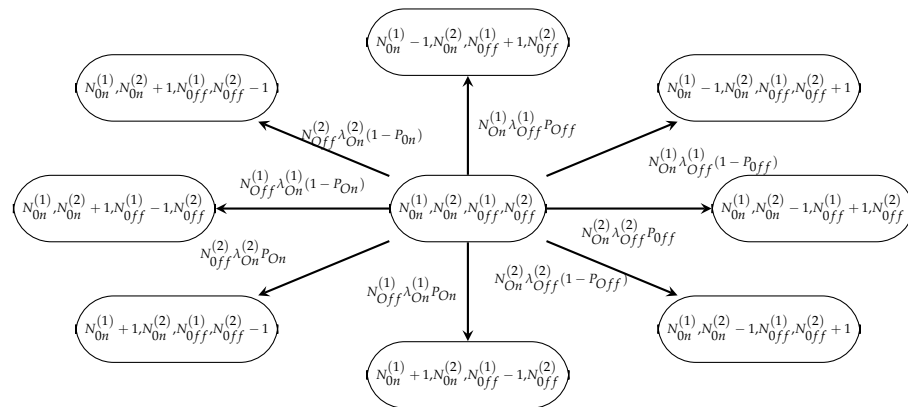 $N_{0n}^{(1)}-1, N_{0n}^{(2)}, N_{0ff}^{(1)}+1, N_{0ff}^{(2)}$
$N_{0n}^{(1)}, N_{0n}^{(2)}+1, N_{0ff}^{(1)}, N_{0ff}^{(2)}-1$
$N_{0n}^{(1)}-1, N_{0n}^{(2)}, N_{0ff}^{(1)}, N_{0ff}^{(2)}+1$
$N_{Off}^{(2)} \lambda_{On}^{(2)} (1-P_{0n})$
$N_{On}^{(1)} \lambda_{Off}^{(1)} P_{Off}$
$N_{On}^{(1)} \lambda_{Off}^{(1)} (1-P_{0ff})$
$N_{Off}^{(1)} \lambda_{On}^{(1)} (1-P_{On})$
$N_{0n}^{(1)}, N_{0n}^{(2)}+1, N_{0ff}^{(1)}-1, N_{0ff}^{(2)}$
$N_{0n}^{(1)}, N_{0n}^{(2)}, N_{0ff}^{(1)}, N_{0ff}^{(2)}$
$N_{0n}^{(1)}, N_{0n}^{(2)}-1, N_{0ff}^{(1)}+1, N_{0ff}^{(2)}$
$N_{0ff}^{(2)} \lambda_{On}^{(2)} P_{On}$
$N_{On}^{(2)} \lambda_{Off}^{(2)} P_{0ff}$
$N_{Off}^{(1)} \lambda_{On}^{(1)} P_{On}$
$N_{On}^{(2)} \lambda_{Off}^{(2)} (1-P_{Off})$
$N_{0n}^{(1)}+1, N_{0n}^{(2)}, N_{0ff}^{(1)}, N_{0ff}^{(2)}-1$
$N_{0n}^{(1)}, N_{0n}^{(2)}-1, N_{0ff}^{(1)}, N_{0ff}^{(2)}+1$
$N_{0n}^{(1)}+1, N_{0n}^{(2)}, N_{0ff}^{(1)}-1, N_{0ff}^{(2)}$